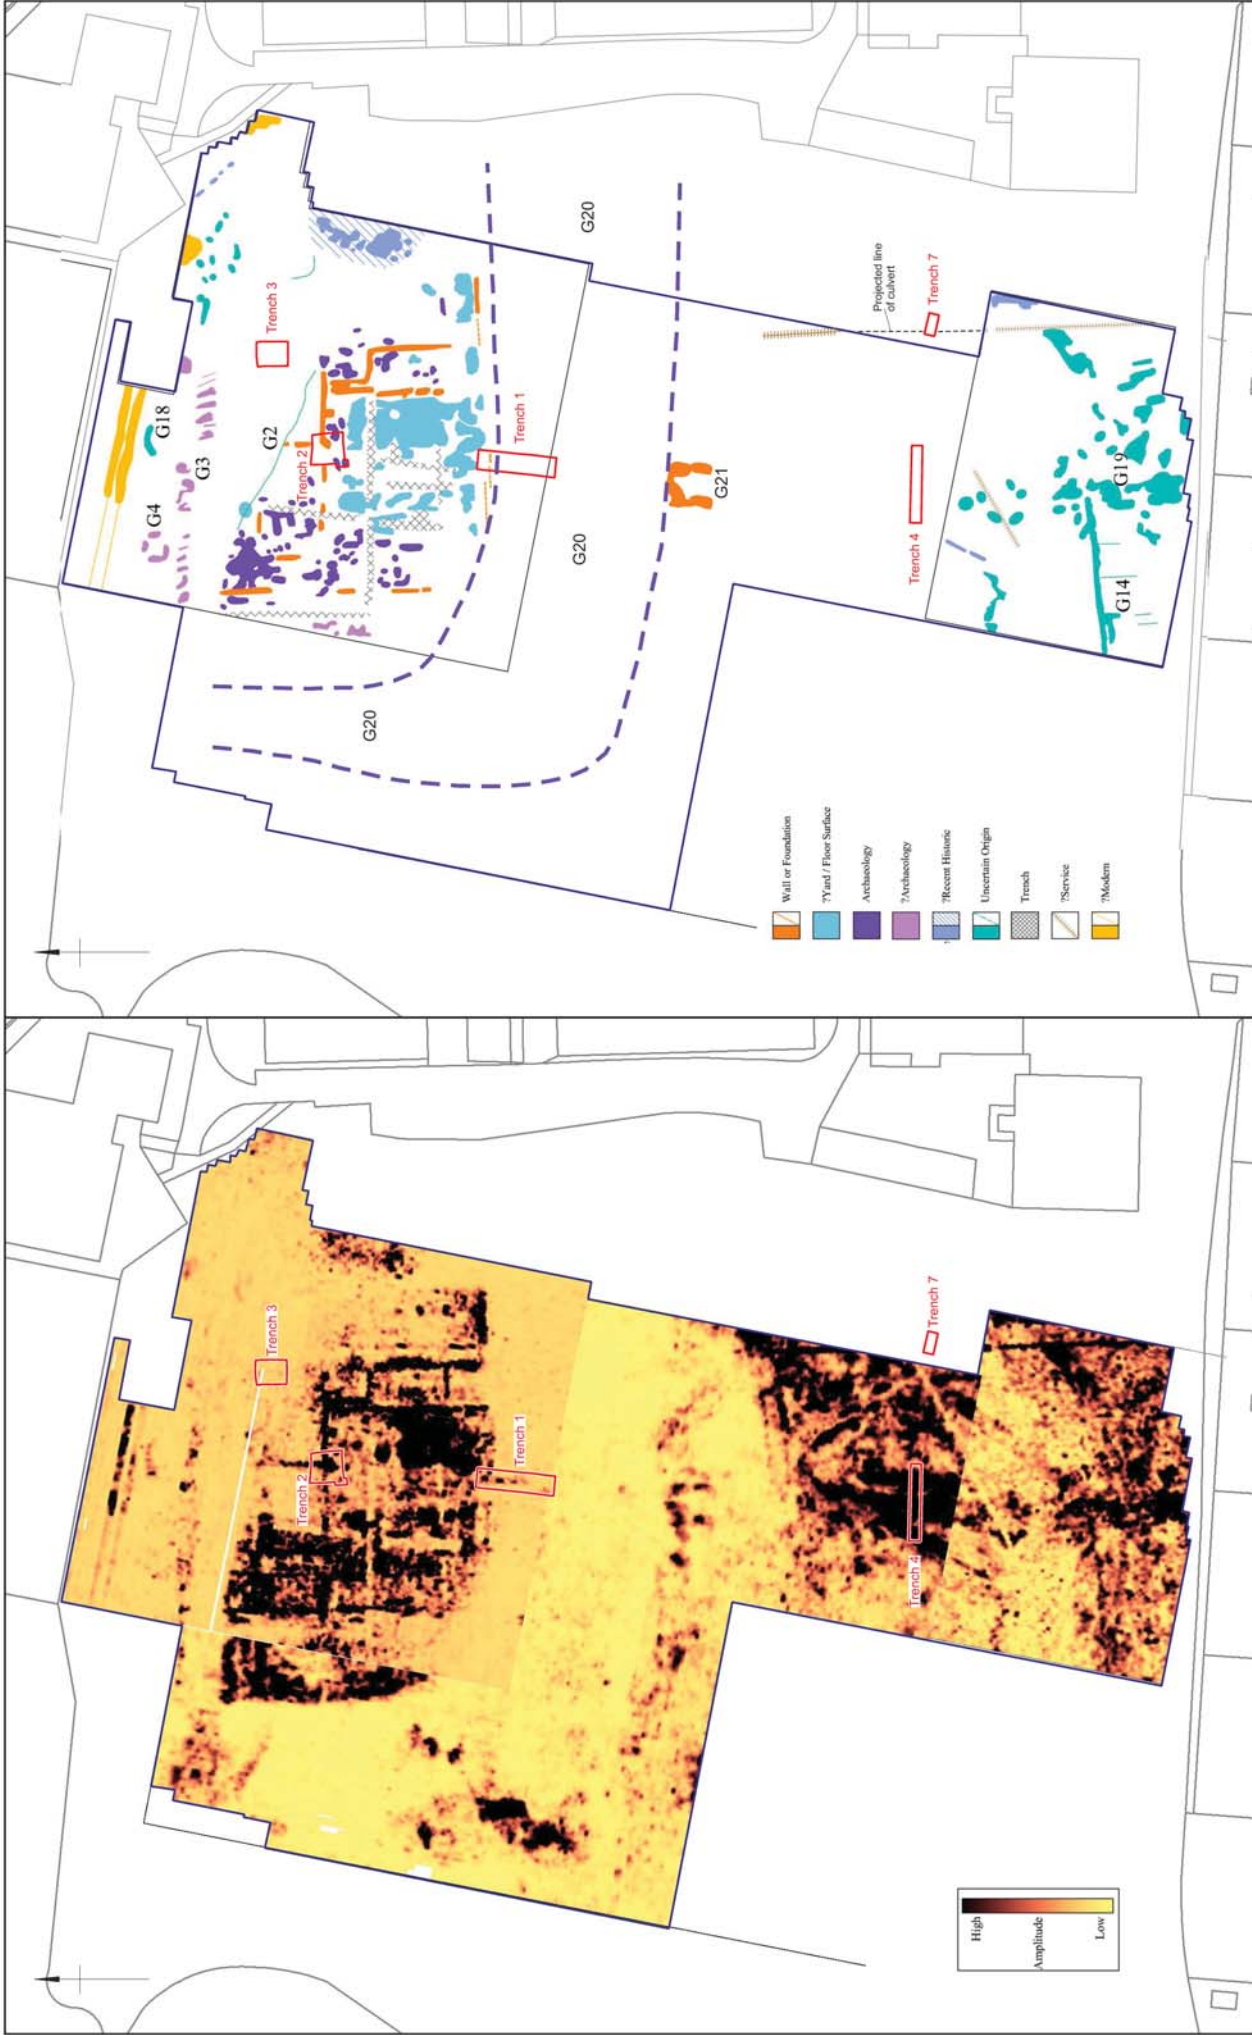 G18
G4
G3
G2
Trench 3
Trench 2
Trench 1
G20
G20
G20
G21
Projected line
of culvert
Trench 7
Trench 4
G19
G14
Wall or Foundation
?Yard / Floor Surface
Archaeology
?Archaeology
?Recent Historic
Uncertain Origin
Trench
?Service
?Modern
Trench 3
Trench 2
Trench 1
Trench 7
Trench 4
High
Amplitude
Low